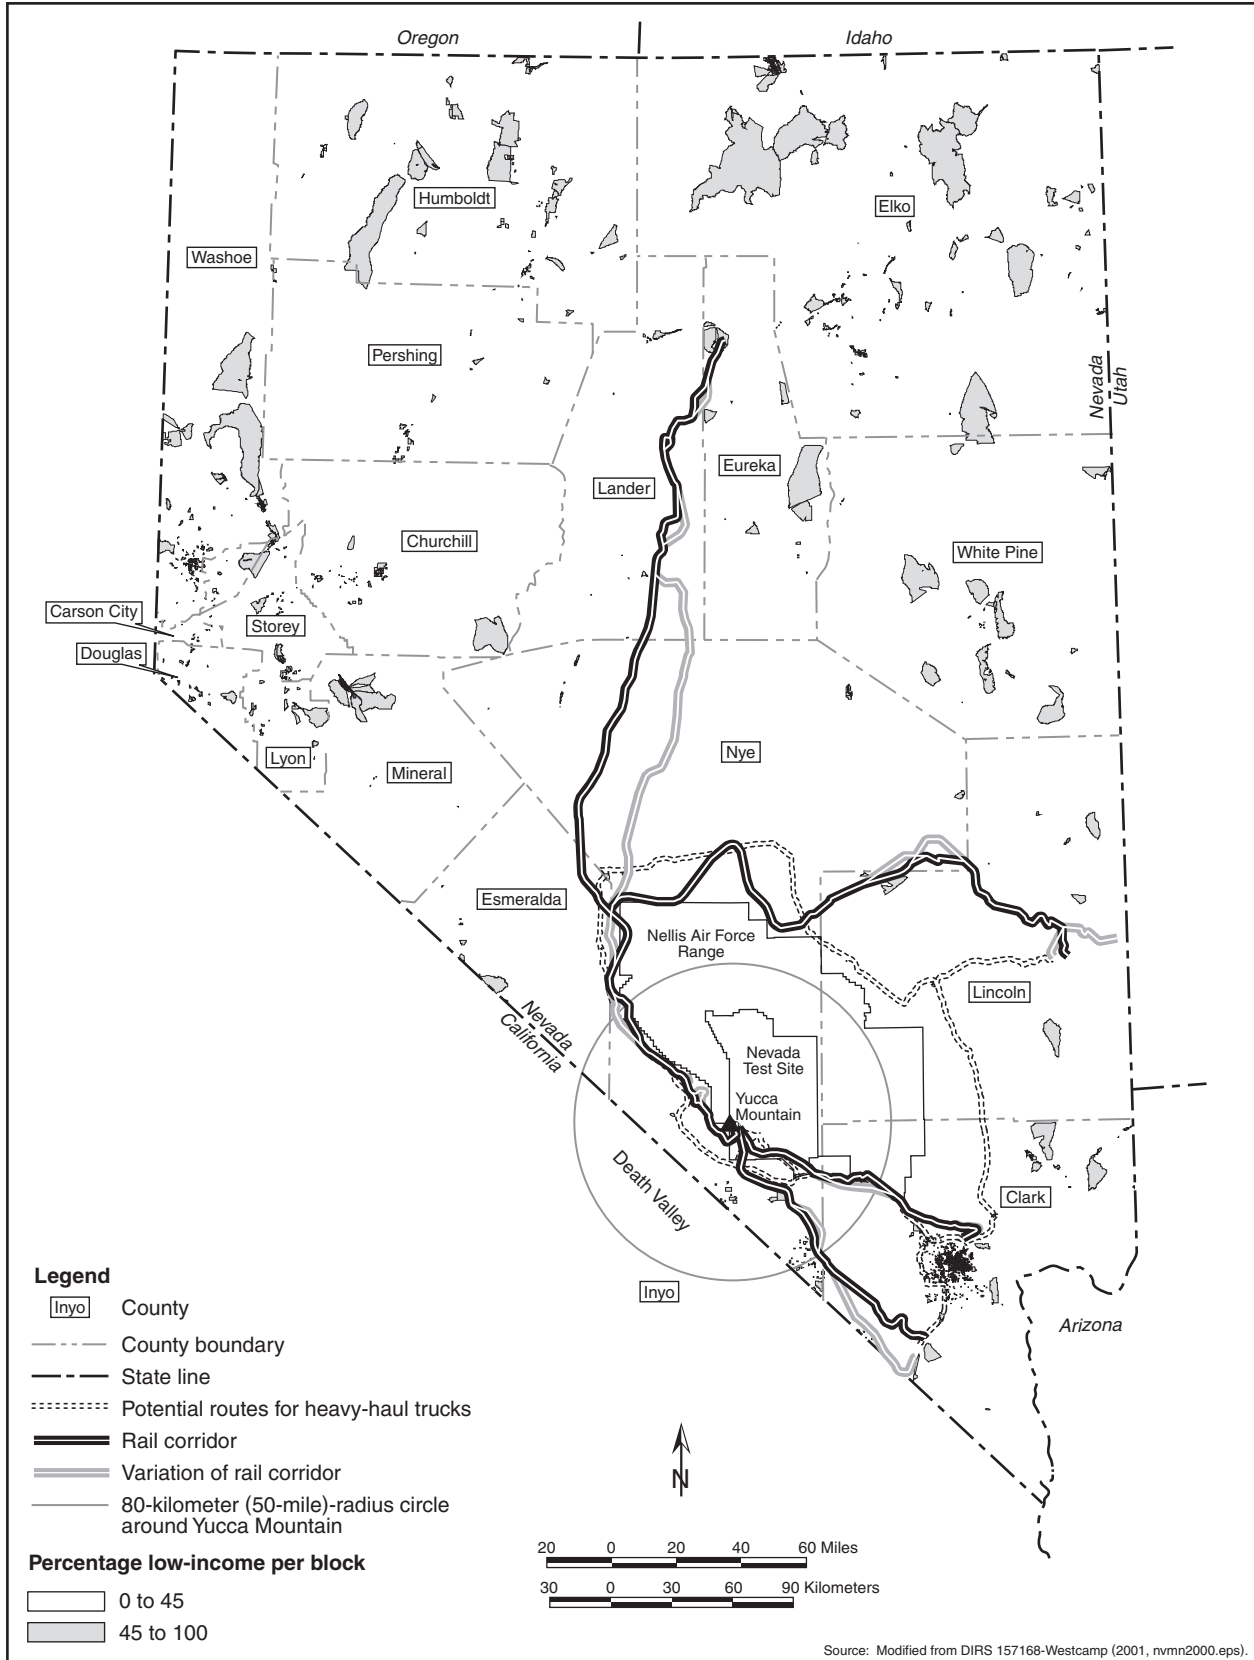 Oregon
Idaho
Humboldt
Elko
Washoe
Pershing
Nevada
Utah
Eureka
Lander
Churchill
White Pine
Carson City
Storey
Douglas
Nye
Lyon
Mineral
Esmeralda
Nellis Air Force
Range
Lincoln
Nevada
California
Nevada
Test Site
Yucca
Mountain
Death Valley
Clark
Inyo
Arizona
Legend
Inyo County
County boundary
State line
Potential routes for heavy-haul trucks
Rail corridor
Variation of rail corridor
80-kilometer (50-mile)-radius circle
around Yucca Mountain
N
Percentage low-income per block
0 to 45
45 to 100
20 0 20 40 60 Miles
30 0 30 60 90 Kilometers
Source: Modified from DIRS 157168-Westcamp (2001, nvmn2000.eps).